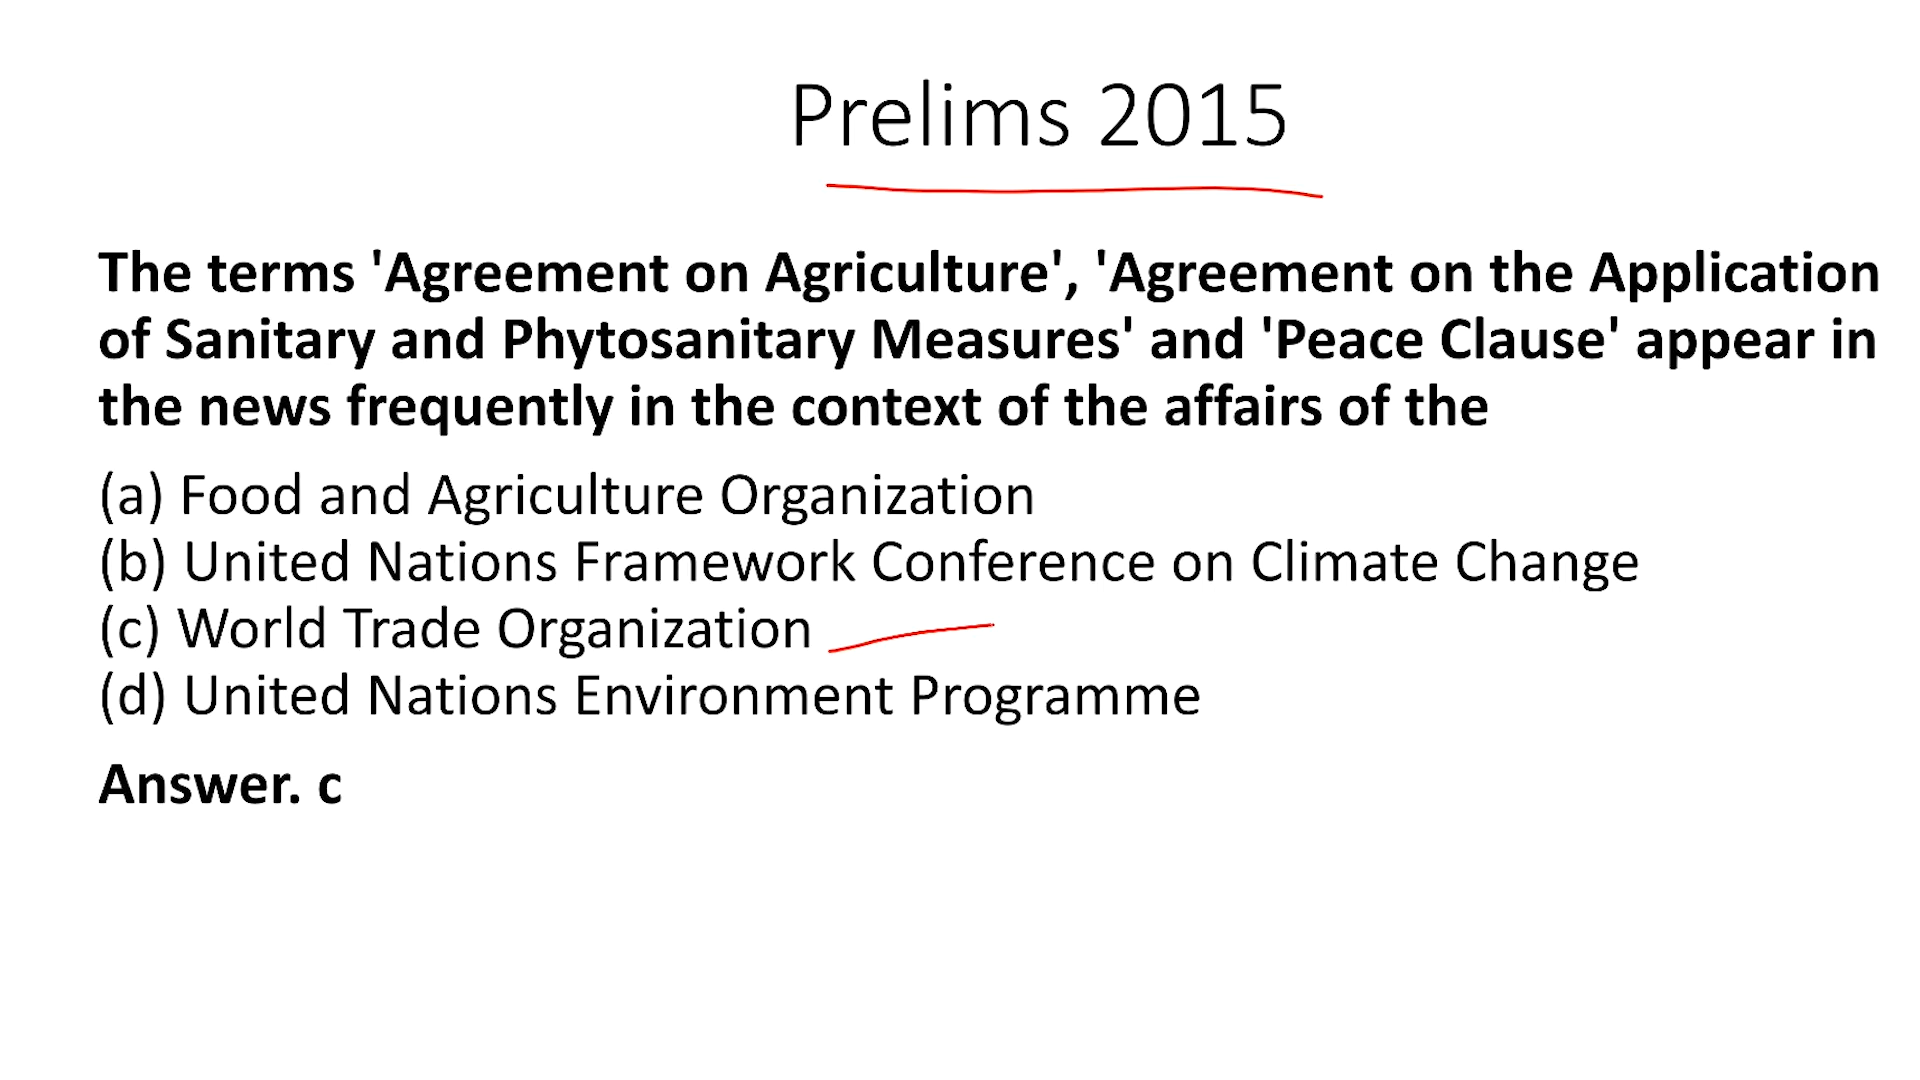 Prelims 2015
The terms 'Agreement on Agriculture', 'Agreement on the Application
of Sanitary and Phytosanitary Measures' and 'Peace Clause' appear in
the news frequently in the context of the affairs of the
(a) Food and Agriculture Organization
(b) United Nations Framework Conference on Climate Change
(c) World Trade Organization
(d) United Nations Environment Programme
Answer. c